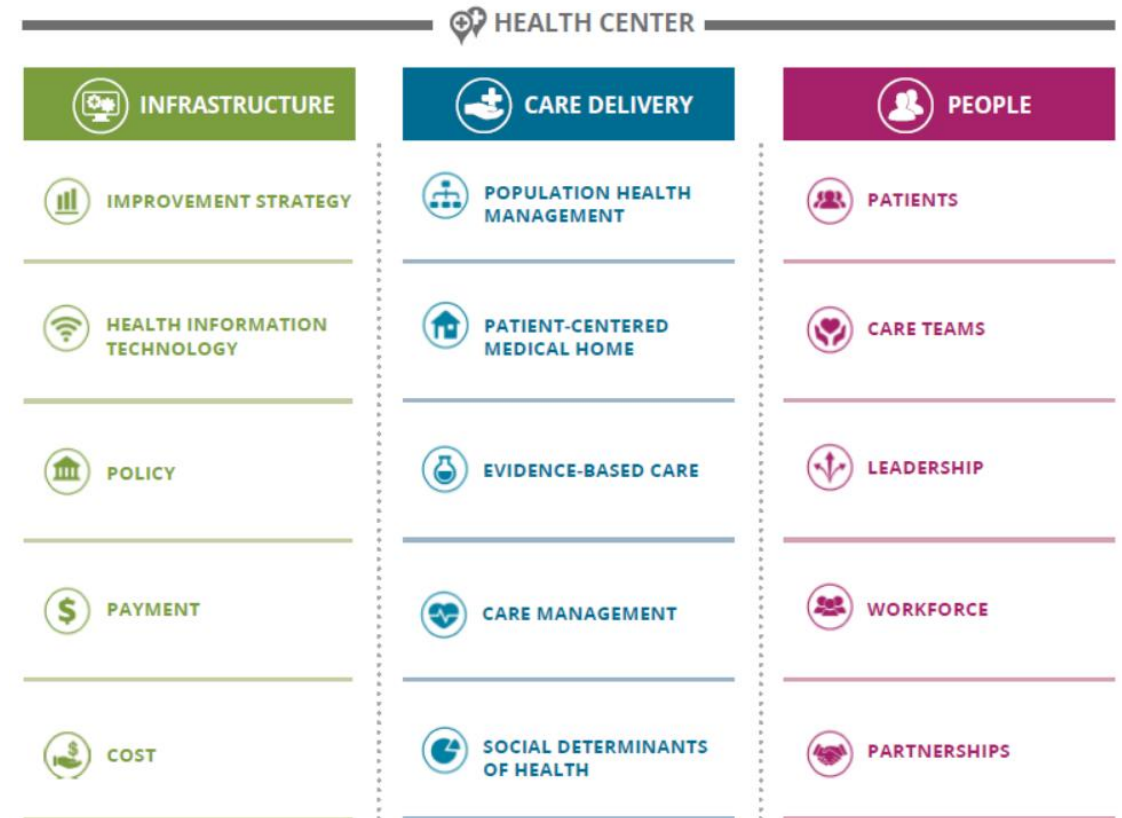 HEALTH CENTER
INFRASTRUCTURE
IMPROVEMENT STRATEGY
HEALTH INFORMATION
TECHNOLOGY
POLICY
PAYMENT
COST
CARE DELIVERY
POPULATION HEALTH
MANAGEMENT
PATIENT-CENTERED
MEDICAL HOME
EVIDENCE-BASED CARE
CARE MANAGEMENT
SOCIAL DETERMINANTS
OF HEALTH
PEOPLE
PATIENTS
CARE TEAMS
LEADERSHIP
WORKFORCE
PARTNERSHIPS